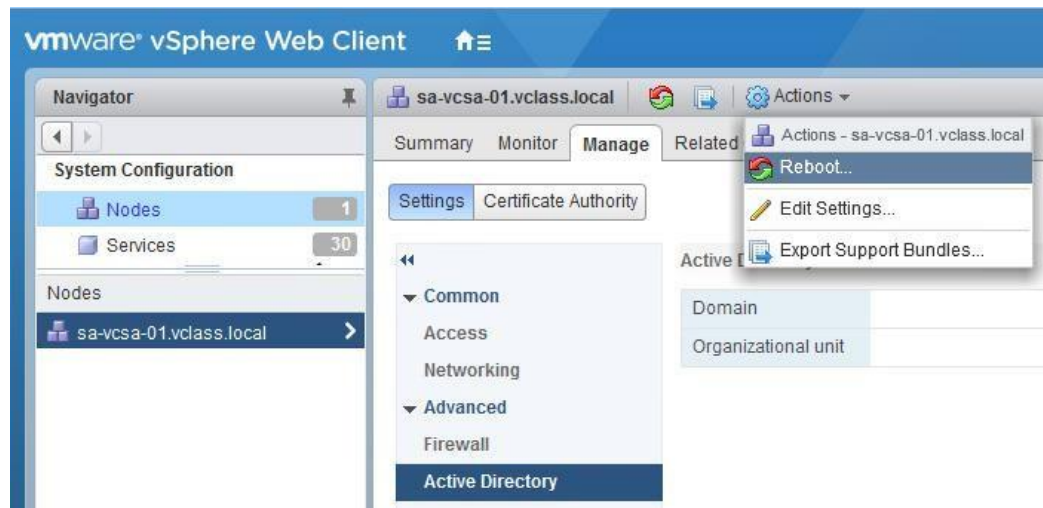 vmware® vSphere Web Client
Navigator
System Configuration
Nodes 1
Services 30
Nodes
sa-vcsa-01.vclass.local
sa-vcsa-01.vclass.local Actions
Summary Monitor Manage Related
Actions - sa-vcsa-01.vclass.local
Reboot...
Edit Settings...
Export Support Bundles...
Settings Certificate Authority
Common
Access
Networking
Advanced
Firewall
Active Directory
Active
Domain
Organizational unit